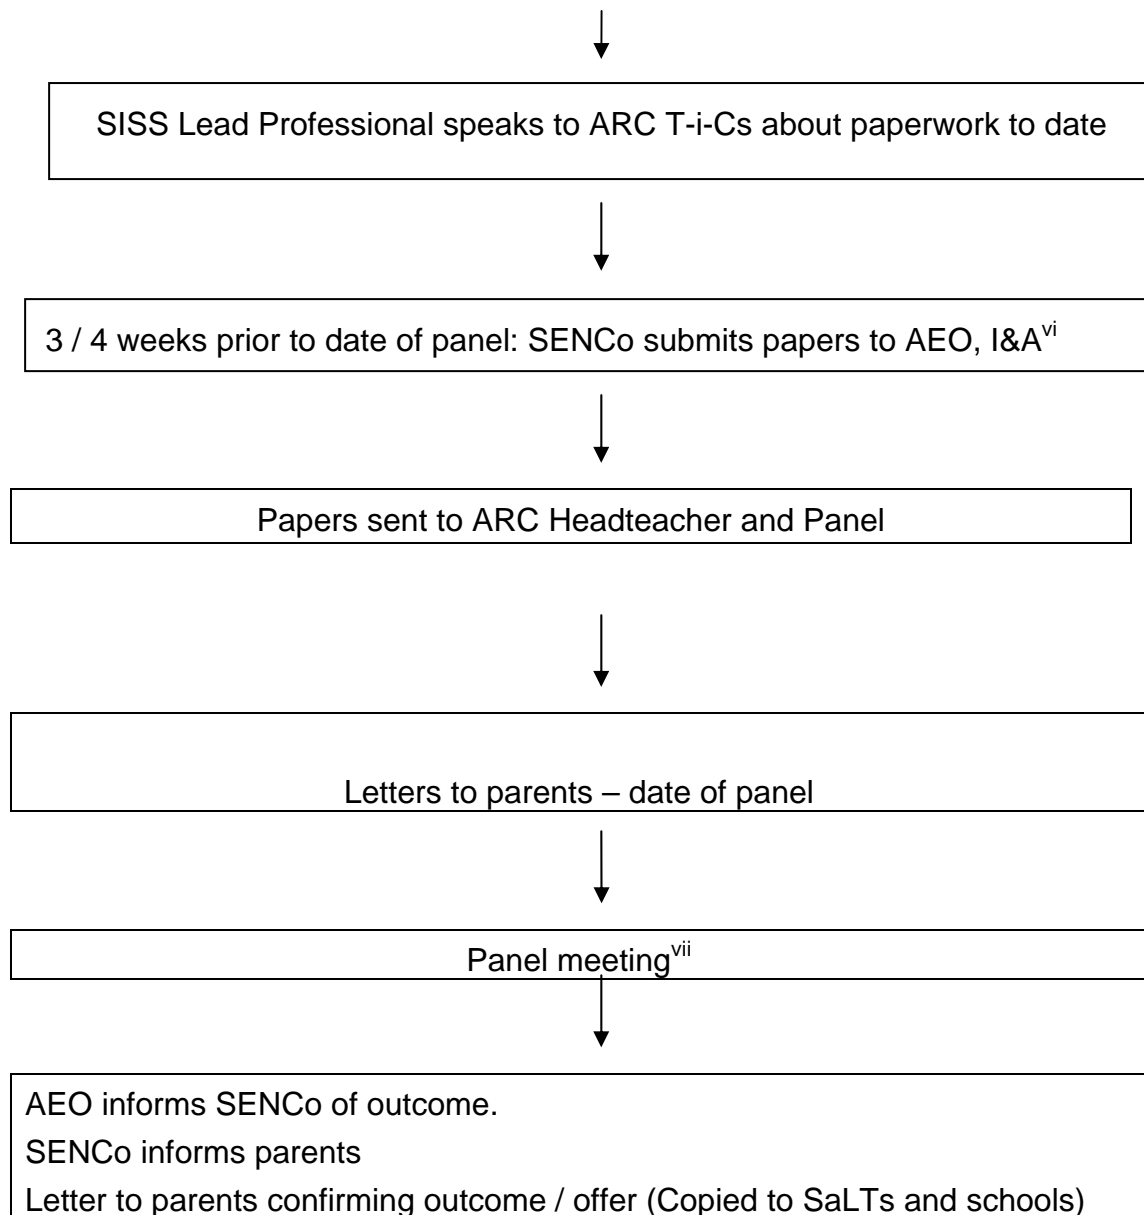 SISS Lead Professional speaks to ARC T-i-Cs about paperwork to date
3 / 4 weeks prior to date of panel: SENCo submits papers to AEO, I&A vi
Papers sent to ARC Headteacher and Panel
Letters to parents – date of panel
Panel meeting vii
AEO informs SENCo of outcome.
SENCo informs parents
Letter to parents confirming outcome / offer (Copied to SaLTs and schools)